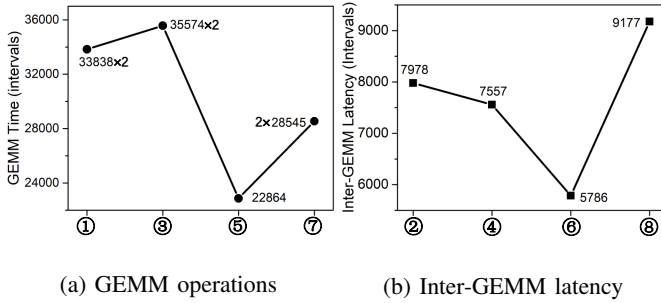 36000
32000
28000
24000
GEMM Time (intervals)
33838×2
35574×2
22864
2×28545
① ③ ⑤ ⑦
9000
8000
7000
6000
Inter-GEMM Latency (Intervals)
7978
7557
5786
9177
② ④ ⑥ ⑧
(a) GEMM operations
(b) Inter-GEMM latency